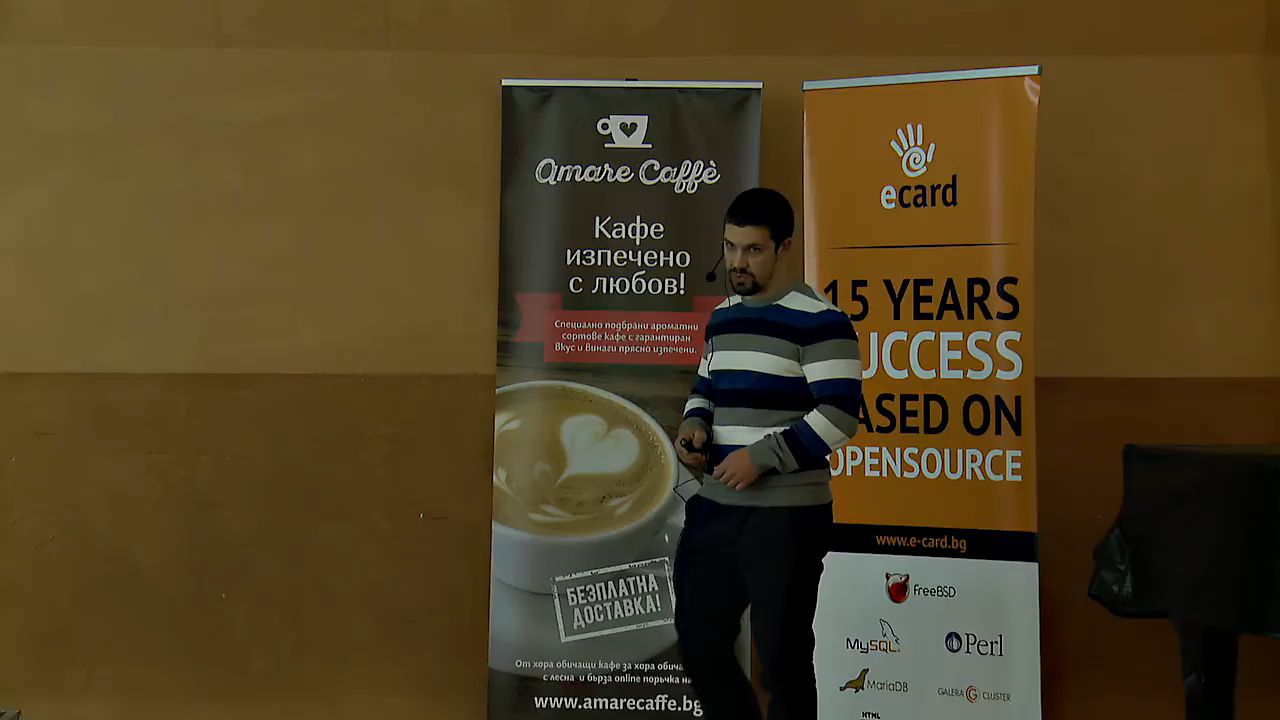 amare Caffè
Кафе
изпечено
с любов!
Специално подбрани ароматни
сортове кафе с гарантиран
Вкус и Винаги прясно изпечени.
БЕЗПЛАТНА
ДОСТАВКА!
От хора обичащи кафе за хора
с лесна и бърза online поръчка
www.amarecaffe.bg
ecard
15 YEARS
UCCESS
ASED ON
OPENSOURCE
www.e-card.bg
FreeBSD
MySQL
Perl
MariaDB
GALERA CLUSTER
HTML